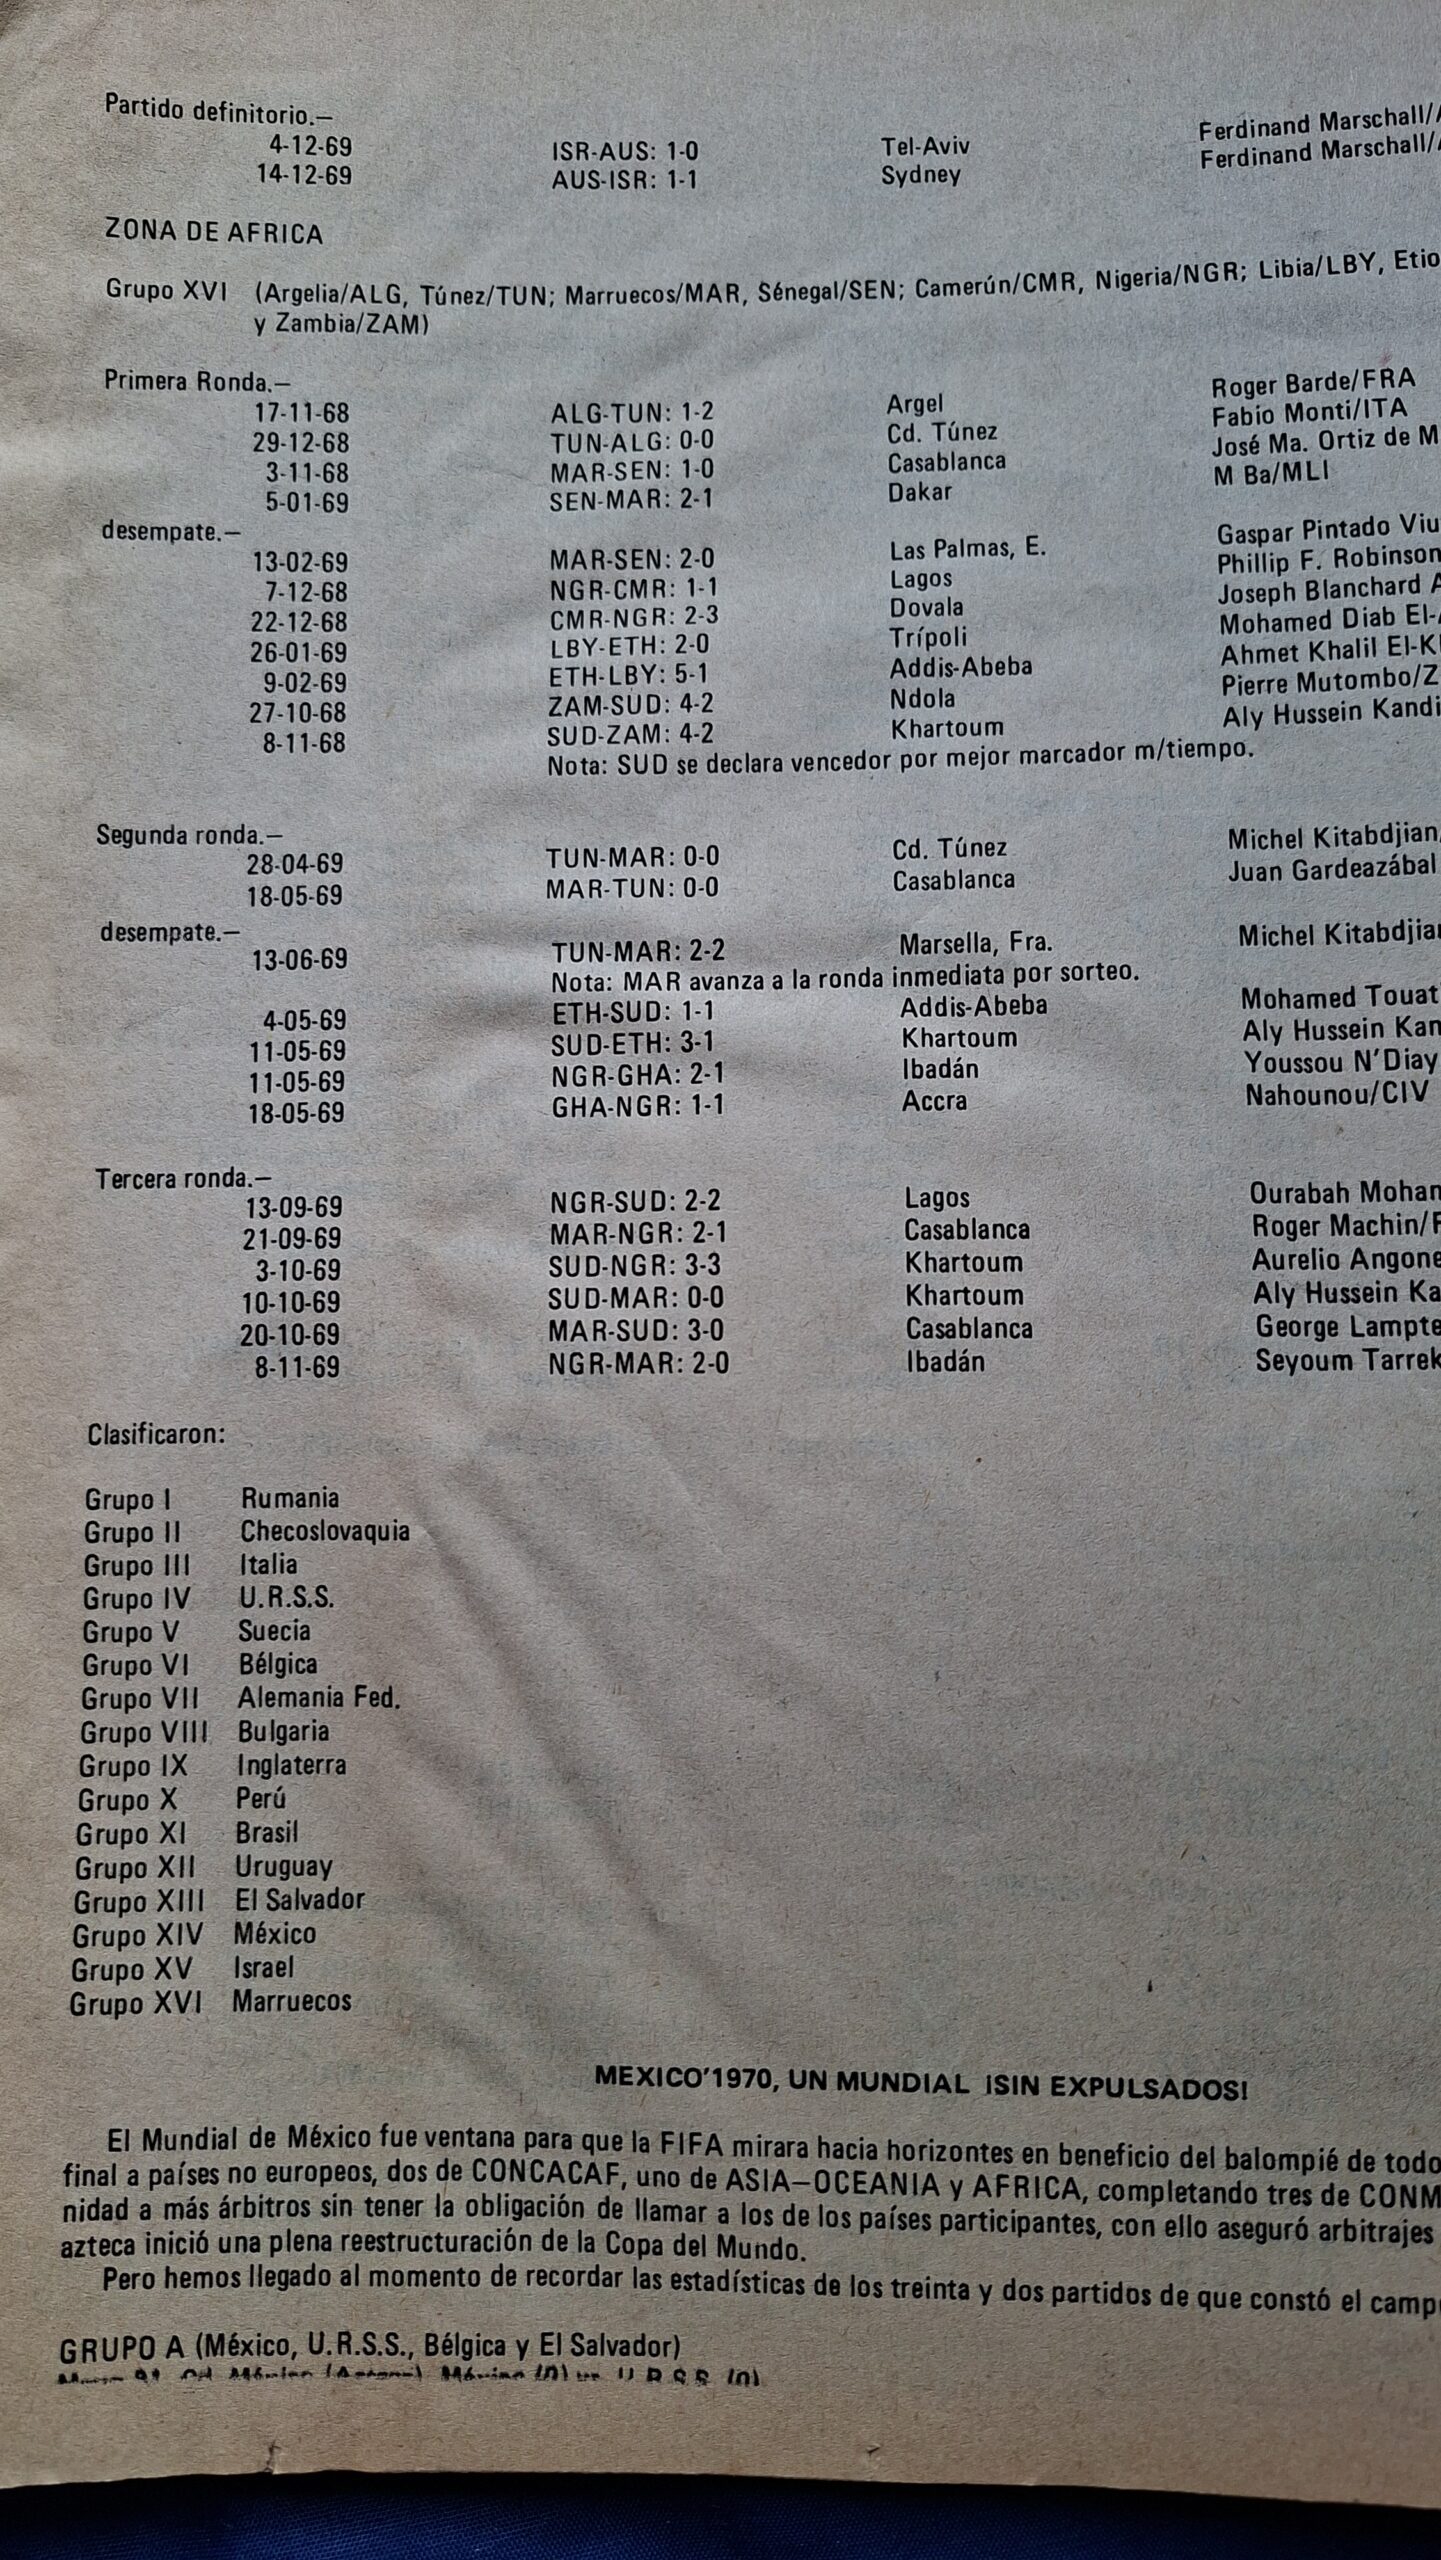 Partido definitorio.—
4-12-69 ISR-AUS: 1-0 Tel-Aviv Ferdinand Marschall/
14-12-69 AUS-ISR: 1-1 Sydney Ferdinand Marschall/
ZONA DE AFRICA
Grupo XVI (Argelia/ALG, Túnez/TUN; Marruecos/MAR, Sénegal/SEN; Camerún/CMR, Nigeria/NGR; Libia/LBY, Etio
y Zambia/ZAM)
Primera Ronda.—
17-11-68 ALG-TUN: 1-2 Argel Roger Barde/FRA
29-12-68 TUN-ALG: 0-0 Cd. Túnez Fabio Monti/ITA
3-11-68 MAR-SEN: 1-0 Casablanca José Ma. Ortiz de M
5-01-69 SEN-MAR: 2-1 Dakar M Ba/MLI
desempate.—
13-02-69 MAR-SEN: 2-0 Las Palmas, E. Gaspar Pintado Viu
7-12-68 NGR-CMR: 1-1 Lagos Phillip F. Robinson
22-12-68 CMR-NGR: 2-3 Dovala Joseph Blanchard
26-01-69 LBY-ETH: 2-0 Trípoli Mohamed Diab El-
9-02-69 ETH-LBY: 5-1 Addis-Abeba Ahmet Khalil El-K
27-10-68 ZAM-SUD: 4-2 Ndola Pierre Mutombo/Z
8-11-68 SUD-ZAM: 4-2 Khartoum Aly Hussein Kandi
Nota: SUD se declara vencedor por mejor marcador m/tiempo.
Segunda ronda.—
28-04-69 TUN-MAR: 0-0 Cd. Túnez Michel Kitabdjian
18-05-69 MAR-TUN: 0-0 Casablanca Juan Gardeazábal
desempate.—
13-06-69 TUN-MAR: 2-2 Marsella, Fra. Michel Kitabdjian
Nota: MAR avanza a la ronda inmediata por sorteo.
4-05-69 ETH-SUD: 1-1 Addis-Abeba Mohamed Touat
11-05-69 SUD-ETH: 3-1 Khartoum Aly Hussein Kan
11-05-69 NGR-GHA: 2-1 Ibadán Youssou N'Diay
18-05-69 GHA-NGR: 1-1 Accra Nahounou/CIV
Tercera ronda.—
13-09-69 NGR-SUD: 2-2 Lagos Ourabah Moham
21-09-69 MAR-NGR: 2-1 Casablanca Roger Machin/F
3-10-69 SUD-NGR: 3-3 Khartoum Aurelio Angone
10-10-69 SUD-MAR: 0-0 Khartoum Aly Hussein Ka
20-10-69 MAR-SUD: 3-0 Casablanca George Lampte
8-11-69 NGR-MAR: 2-0 Ibadán Seyoum Tarrek
Clasificaron:
Grupo I Rumania
Grupo II Checoslovaquia
Grupo III Italia
Grupo IV U.R.S.S.
Grupo V Suecia
Grupo VI Bélgica
Grupo VII Alemania Fed.
Grupo VIII Bulgaria
Grupo IX Inglaterra
Grupo X Perú
Grupo XI Brasil
Grupo XII Uruguay
Grupo XIII El Salvador
Grupo XIV México
Grupo XV Israel
Grupo XVI Marruecos
MEXICO'1970, UN MUNDIAL ¡SIN EXPULSADOS!
El Mundial de México fue ventana para que la FIFA mirara hacia horizontes en beneficio del balompié de todo
final a países no europeos, dos de CONCACAF, uno de ASIA—OCEANIA y AFRICA, completando tres de CONM
nidad a más árbitros sin tener la obligación de llamar a los de los países participantes, con ello aseguró arbitrajes
azteca inició una plena reestructuración de la Copa del Mundo.
Pero hemos llegado al momento de recordar las estadísticas de los treinta y dos partidos de que constó el camp
GRUPO A (México, U.R.S.S., Bélgica y El Salvador)